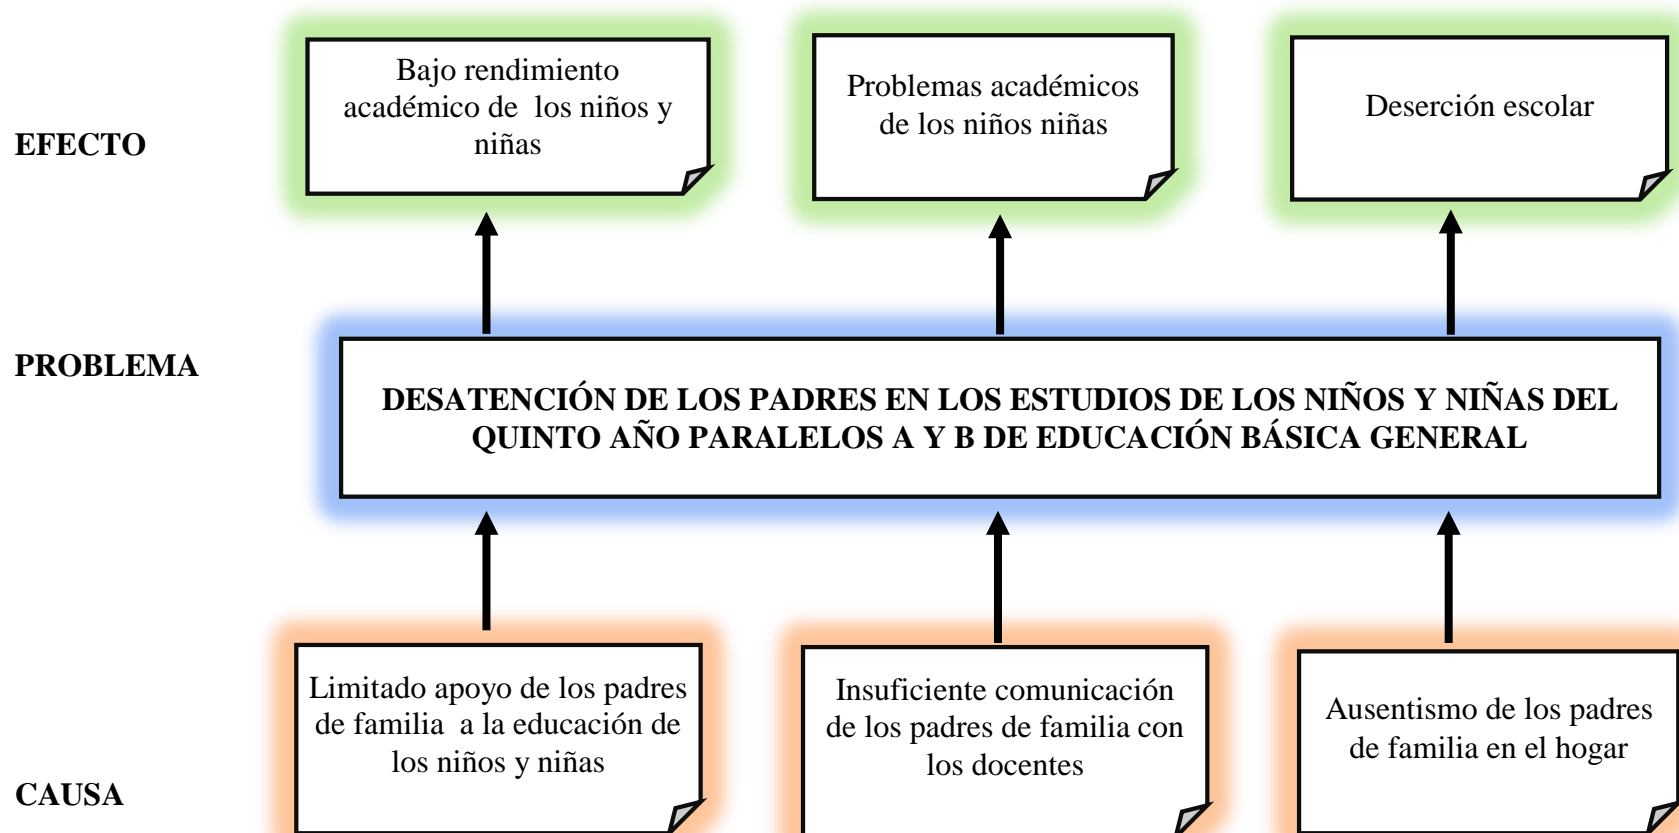 Bajo rendimiento
académico de  los niños y
niñas
Problemas académicos
de los niños niñas
Deserción escolar
EFECTO
PROBLEMA
DESATENCIÓN DE LOS PADRES EN LOS ESTUDIOS DE LOS NIÑOS Y NIÑAS DEL
QUINTO AÑO PARALELOS A Y B DE EDUCACIÓN BÁSICA GENERAL
Limitado apoyo de los padres
de familia  a la educación de
los niños y niñas
Insuficiente comunicación
de los padres de familia con
los docentes
Ausentismo de los padres
de familia en el hogar
CAUSA